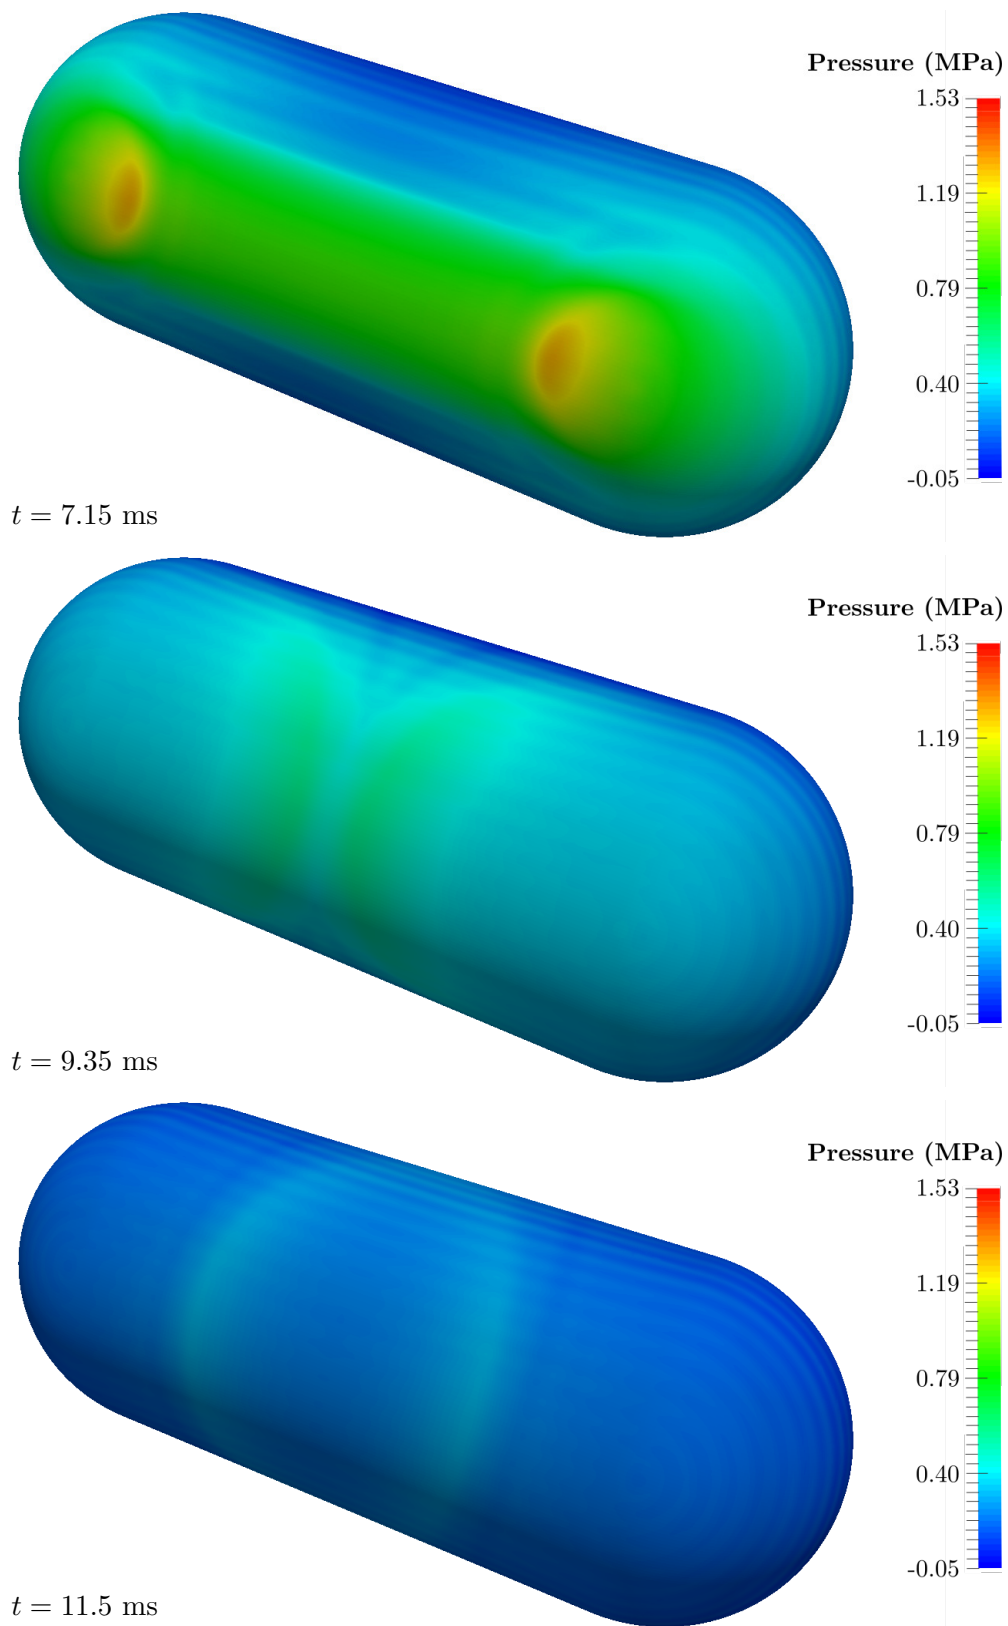 Pressure (MPa)
1.53
1.19
0.79
0.40
-0.05
t = 7.15 ms
Pressure (MPa)
1.53
1.19
0.79
0.40
-0.05
t = 9.35 ms
Pressure (MPa)
1.53
1.19
0.79
0.40
-0.05
t = 11.5 ms